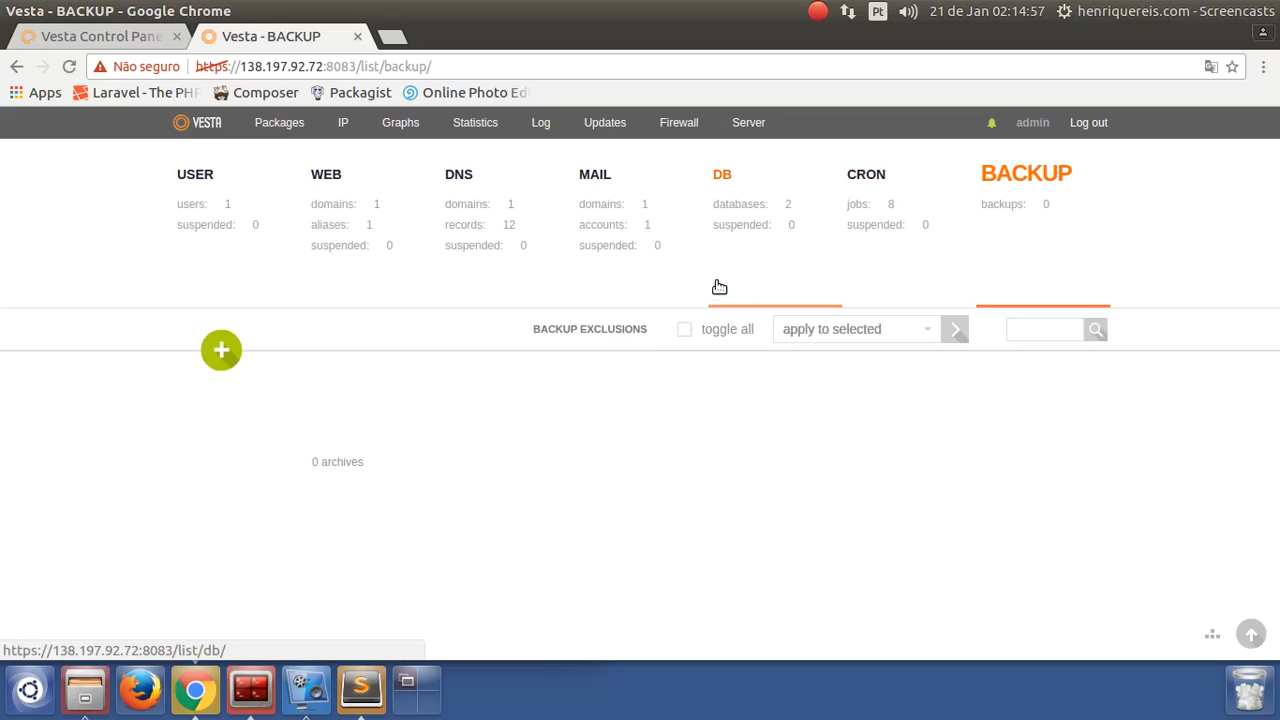 Vesta - BACKUP - Google Chrome
Pt
21 de Jan 02:14:57
henriquereis.com - Screencasts
Vesta Control Pane
Vesta - BACKUP
Não seguro
https://138.197.92.72:8083/list/backup/
Apps
Laravel - The PHP
Composer
Packagist
Online Photo Edi
VESTA
Packages
IP
Graphs
Statistics
Log
Updates
Firewall
Server
admin
Log out
USER
users: 1
suspended: 0
WEB
domains: 1
aliases: 1
suspended: 0
DNS
domains: 1
records: 12
suspended: 0
MAIL
domains: 1
accounts: 1
suspended: 0
DB
databases: 2
suspended: 0
CRON
jobs: 8
suspended: 0
BACKUP
backups: 0
BACKUP EXCLUSIONS
toggle all
apply to selected
0 archives
https://138.197.92.72:8083/list/db/